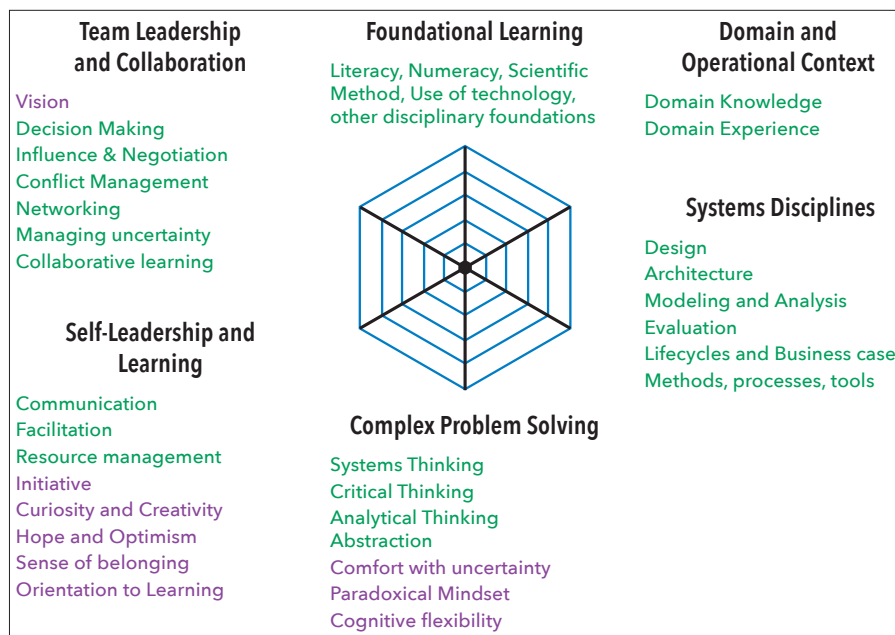 Team Leadership
and Collaboration
Vision
Decision Making
Influence & Negotiation
Conflict Management
Networking
Managing uncertainty
Collaborative learning
Self-Leadership and
Learning
Communication
Facilitation
Resource management
Initiative
Curiosity and Creativity
Hope and Optimism
Sense of belonging
Orientation to Learning
Foundational Learning
Literacy, Numeracy, Scientific
Method, Use of technology,
other disciplinary foundations
Complex Problem Solving
Systems Thinking
Critical Thinking
Analytical Thinking
Abstraction
Comfort with uncertainty
Paradoxical Mindset
Cognitive flexibility
Domain and
Operational Context
Domain Knowledge
Domain Experience
Systems Disciplines
Design
Architecture
Modeling and Analysis
Evaluation
Lifecycles and Business case
Methods, processes, tools